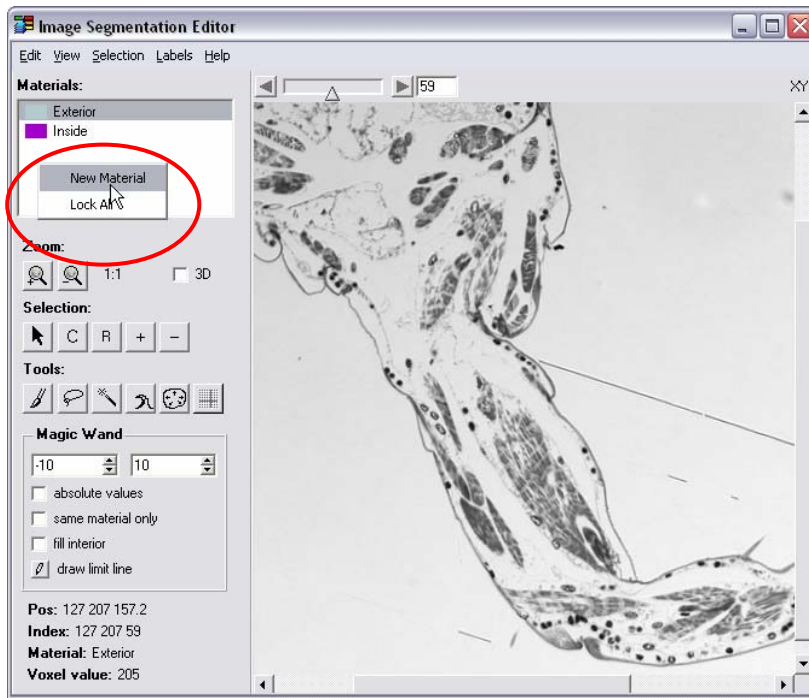 Image Segmentation Editor
Edit View Selection Labels Help
Materials:
Exterior
Inside
New Material
Lock All
Zoom:
1:1 3D
Selection:
C R + −
Tools:
Magic Wand
-10 10
absolute values
same material only
fill interior
draw limit line
Pos: 127 207 157.2
Index: 127 207 59
Material: Exterior
Voxel value: 205
59
XY